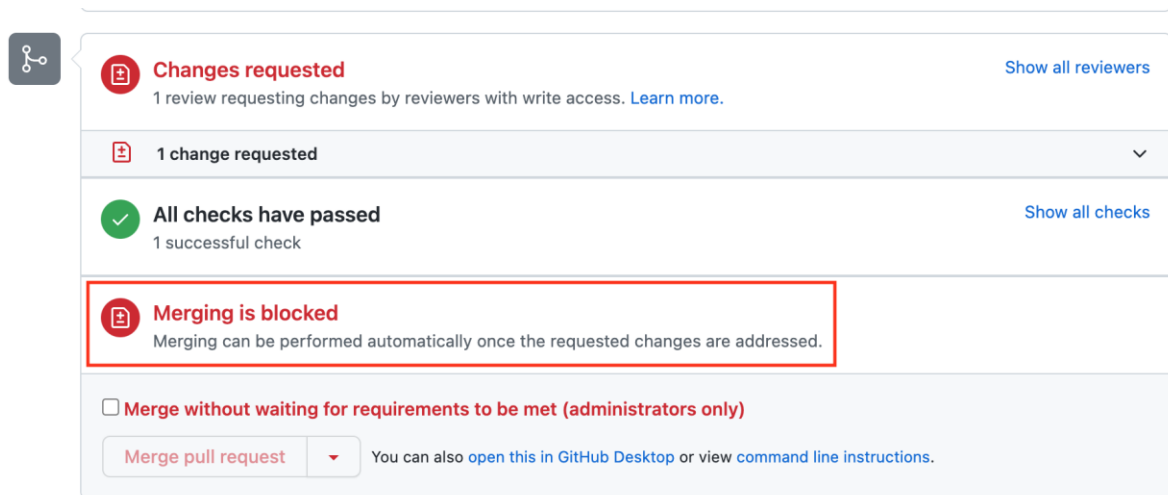 Changes requested
Show all reviewers
1 review requesting changes by reviewers with write access. Learn more.
1 change requested
All checks have passed
Show all checks
1 successful check
Merging is blocked
Merging can be performed automatically once the requested changes are addressed.
Merge without waiting for requirements to be met (administrators only)
Merge pull request
You can also open this in GitHub Desktop or view command line instructions.